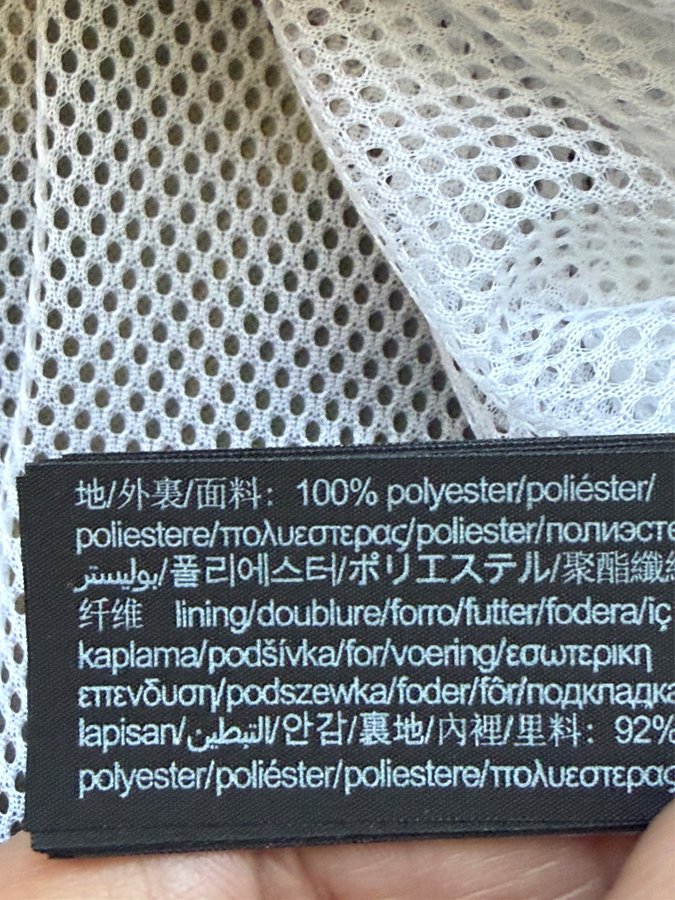 地/外裏/面料：100% polyester/poliéster/
poliestere/πολυεστερας/poliester/полиэсте
بوليستر/폴리에스터/ポリエステル/聚酯纖
纤维 lining/doublure/forro/futter/fodera/iç
kaplama/podšívka/for/voering/εσωτερικη
επενδυση/podszewka/foder/fôr/подкладка
lapisan/التبطين/안감/裏地/內裡/里料：92%
polyester/poliéster/poliestere/πολυεστερας